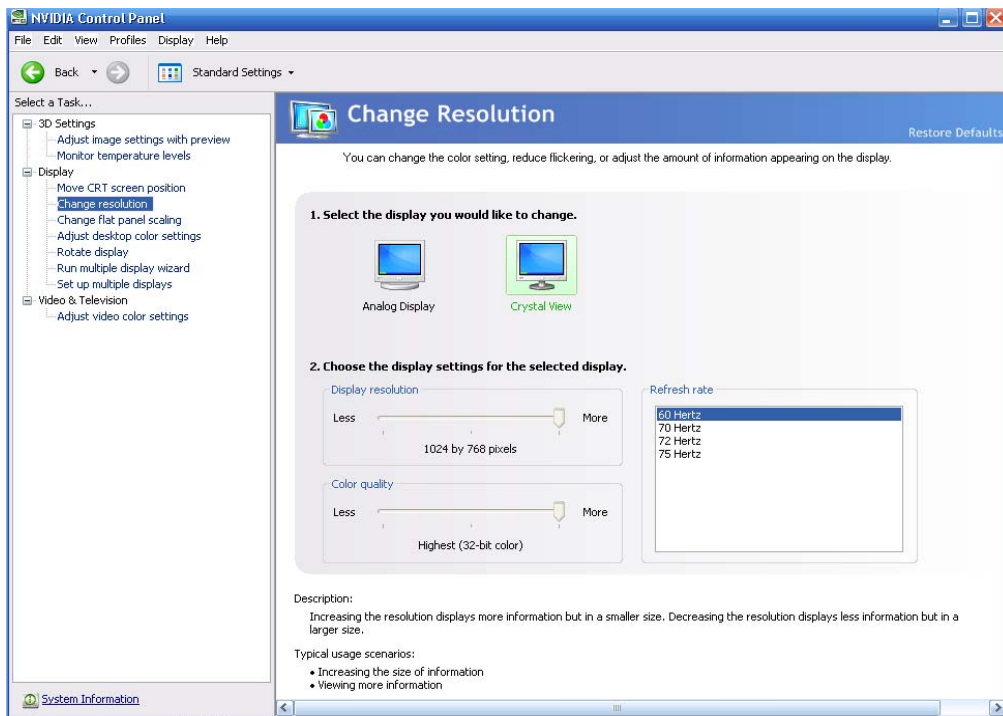 NVIDIA Control Panel
File Edit View Profiles Display Help
Back Standard Settings
Select a Task...
3D Settings
Adjust image settings with preview
Monitor temperature levels
Display
Move CRT screen position
Change resolution
Change flat panel scaling
Adjust desktop color settings
Rotate display
Run multiple display wizard
Set up multiple displays
Video & Television
Adjust video color settings
System Information
Change Resolution
Restore Defaults
You can change the color setting, reduce flickering, or adjust the amount of information appearing on the display.
1. Select the display you would like to change.
Analog Display Crystal View
2. Choose the display settings for the selected display.
Display resolution
Less More
1024 by 768 pixels
Color quality
Less More
Highest (32-bit color)
Refresh rate
60 Hertz
70 Hertz
72 Hertz
75 Hertz
Description:
Increasing the resolution displays more information but in a smaller size. Decreasing the resolution displays less information but in a
larger size.
Typical usage scenarios:
• Increasing the size of information
• Viewing more information